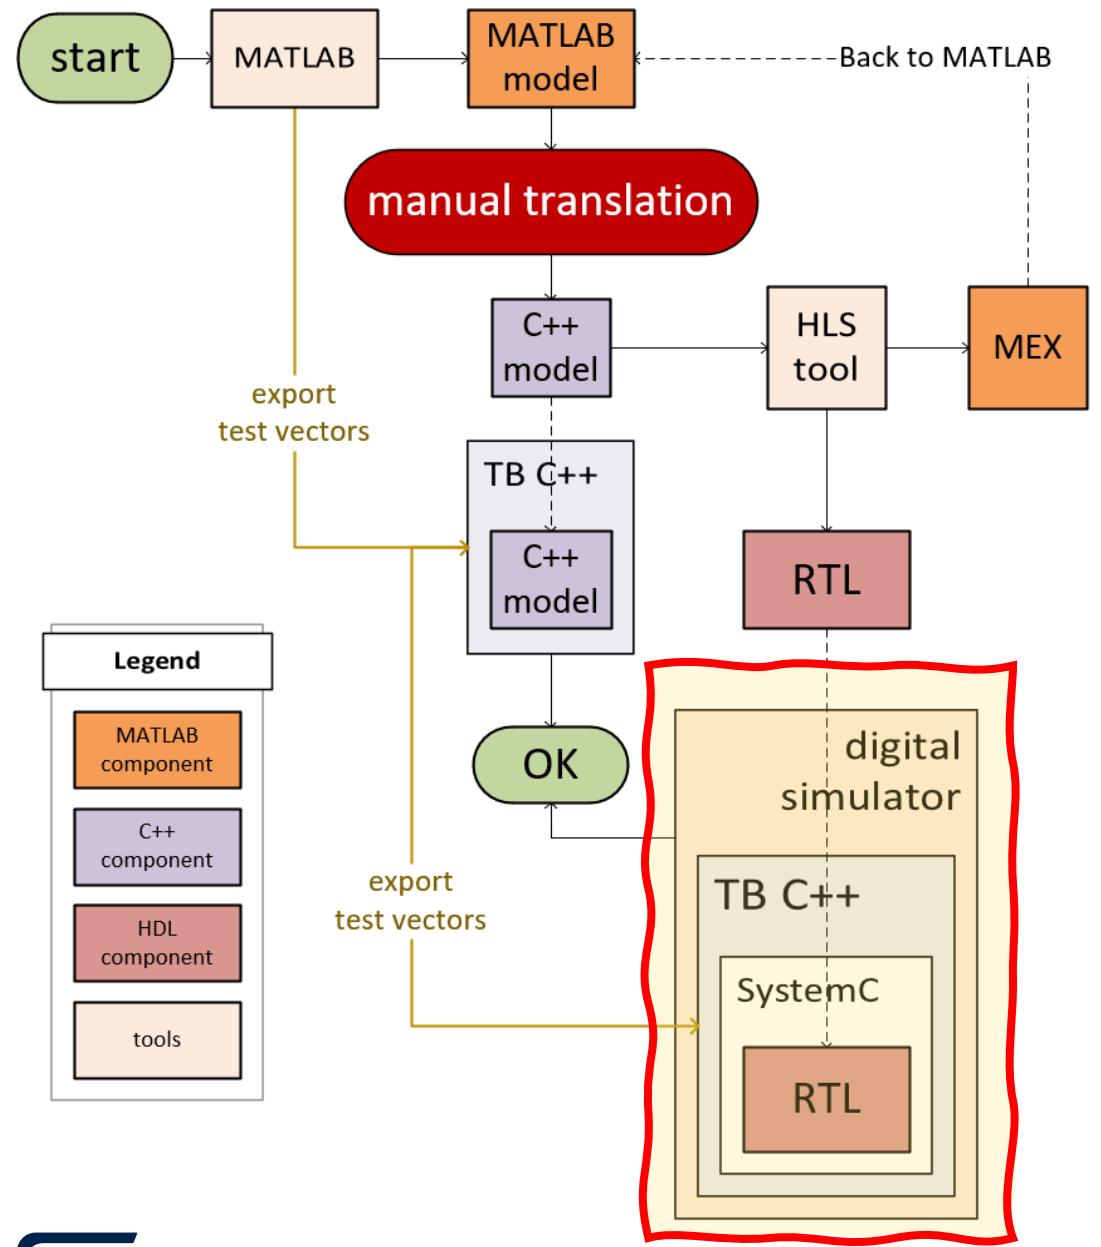 start
MATLAB
MATLAB
model
Back to MATLAB
manual translation
C++
model
HLS
tool
MEX
export
test vectors
TB C++
C++
model
RTL
Legend
MATLAB
component
C++
component
HDL
component
tools
OK
digital
simulator
export
test vectors
TB C++
SystemC
RTL